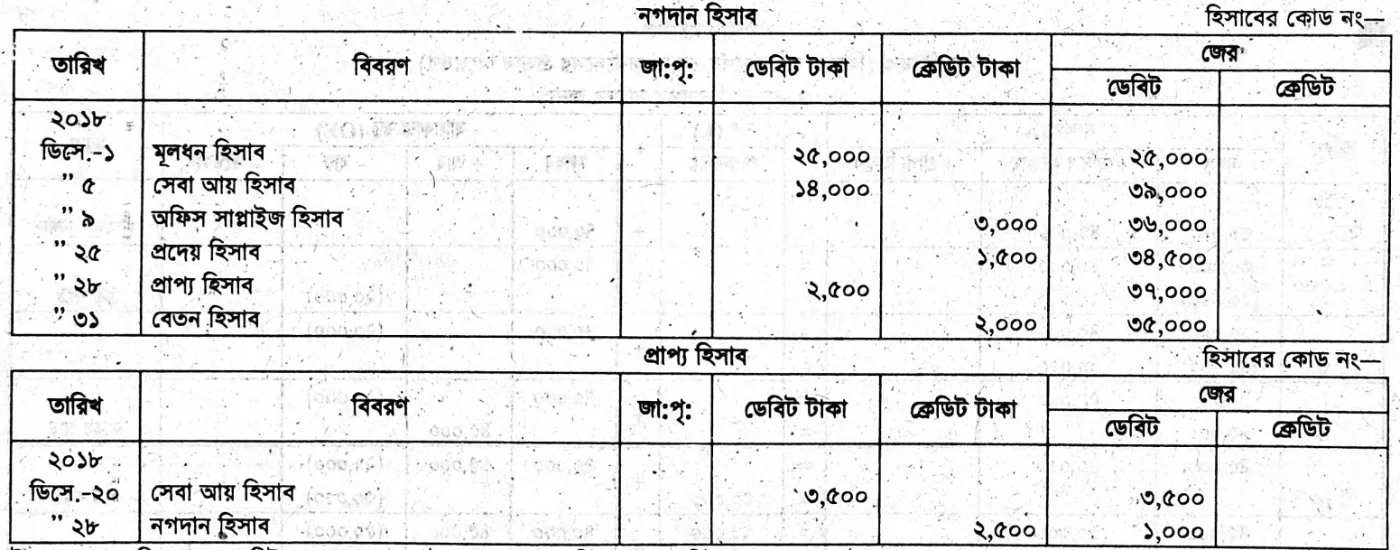 নগদান হিসাব হিসাবের কোড নং—
তারিখ বিবরণ জা:পৃ: ডেবিট টাকা ক্রেডিট টাকা জের
ডেবিট ক্রেডিট
২০১৮
ডিসে.-১ মূলধন হিসাব ২৫,০০০ ২৫,০০০
" ৫ সেবা আয় হিসাব ১৪,০০০ ৩৯,০০০
" ৯ অফিস সাপ্লাইজ হিসাব ৩,০০০ ৩৬,০০০
" ২৫ প্রদেয় হিসাব ১,৫০০ ৩৪,৫০০
" ২৮ প্রাপ্য হিসাব ২,৫০০ ৩৭,০০০
" ৩১ বেতন হিসাব ২,০০০ ৩৫,০০০
প্রাপ্য হিসাব হিসাবের কোড নং—
তারিখ বিবরণ জা:পৃ: ডেবিট টাকা ক্রেডিট টাকা জের
ডেবিট ক্রেডিট
২০১৮
ডিসে.-২০ সেবা আয় হিসাব ৩,৫০০ ৩,৫০০
" ২৮ নগদান হিসাব ২,৫০০ ১,০০০